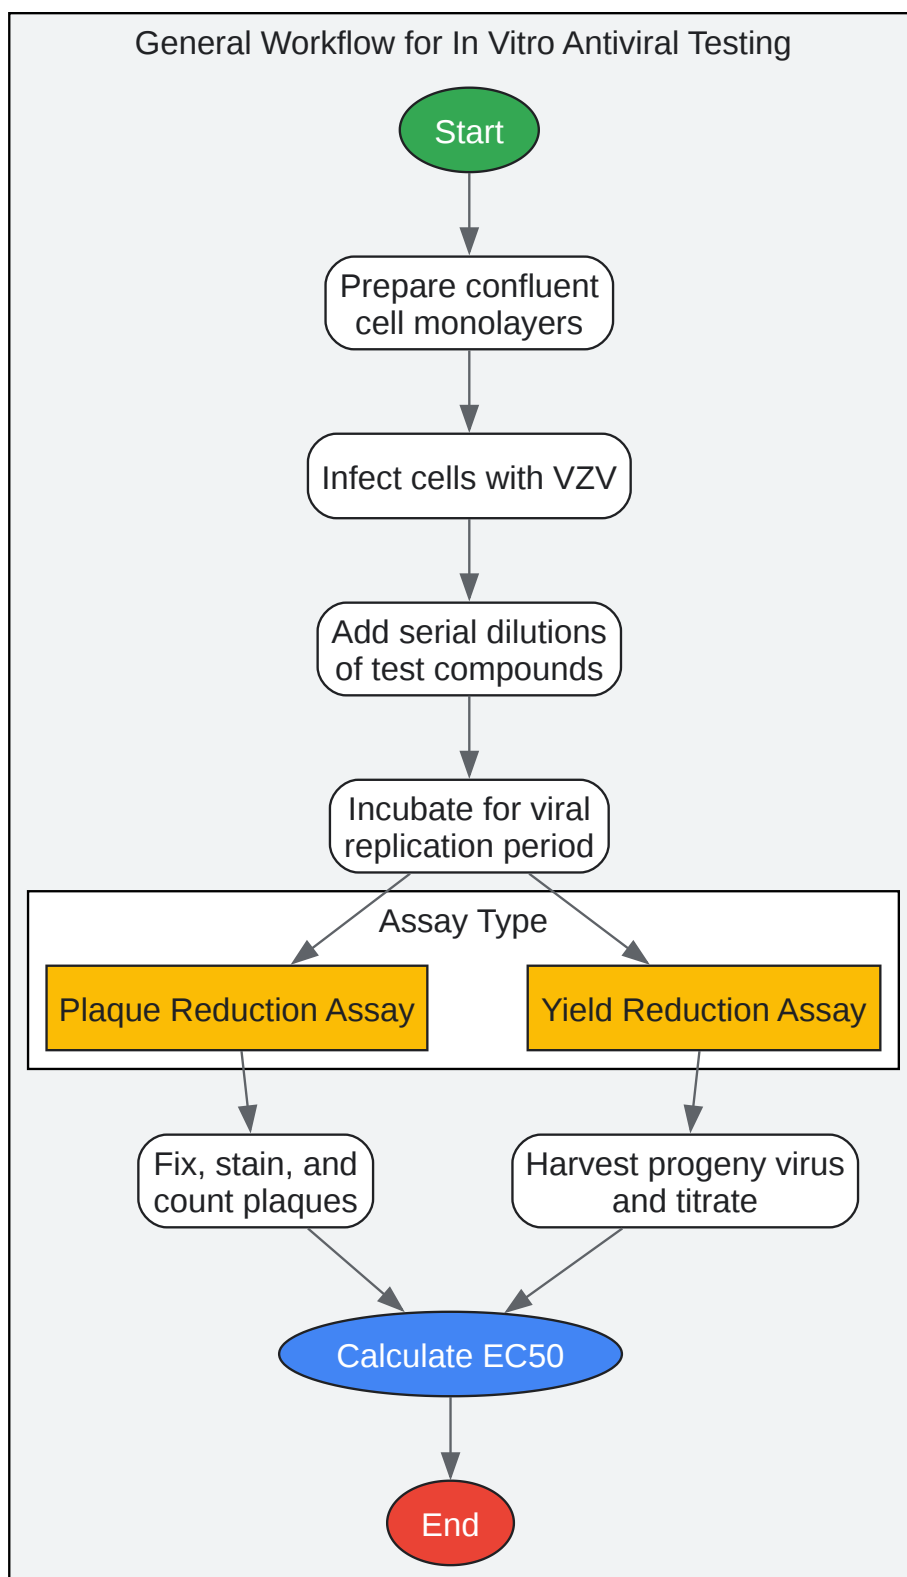 General Workflow for In Vitro Antiviral Testing
Start
Prepare confluent
cell monolayers
Infect cells with VZV
Add serial dilutions
of test compounds
Incubate for viral
replication period
Assay Type
Plaque Reduction Assay
Yield Reduction Assay
Fix, stain, and
count plaques
Harvest progeny virus
and titrate
Calculate EC50
End